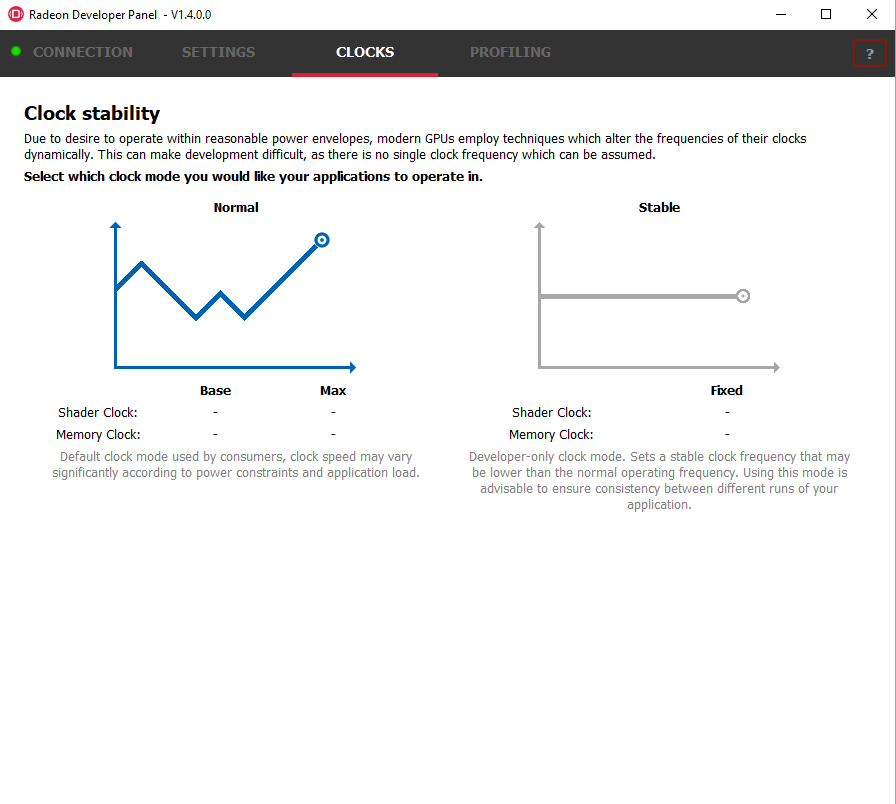 Radeon Developer Panel - V1.4.0.0
CONNECTION SETTINGS CLOCKS PROFILING ?
Clock stability
Due to desire to operate within reasonable power envelopes, modern GPUs employ techniques which alter the frequencies of their clocks
dynamically. This can make development difficult, as there is no single clock frequency which can be assumed.
Select which clock mode you would like your applications to operate in.
Normal
Base Max
Shader Clock: - -
Memory Clock: - -
Default clock mode used by consumers, clock speed may vary
significantly according to power constraints and application load.
Stable
Fixed
Shader Clock: -
Memory Clock: -
Developer-only clock mode. Sets a stable clock frequency that may
be lower than the normal operating frequency. Using this mode is
advisable to ensure consistency between different runs of your
application.